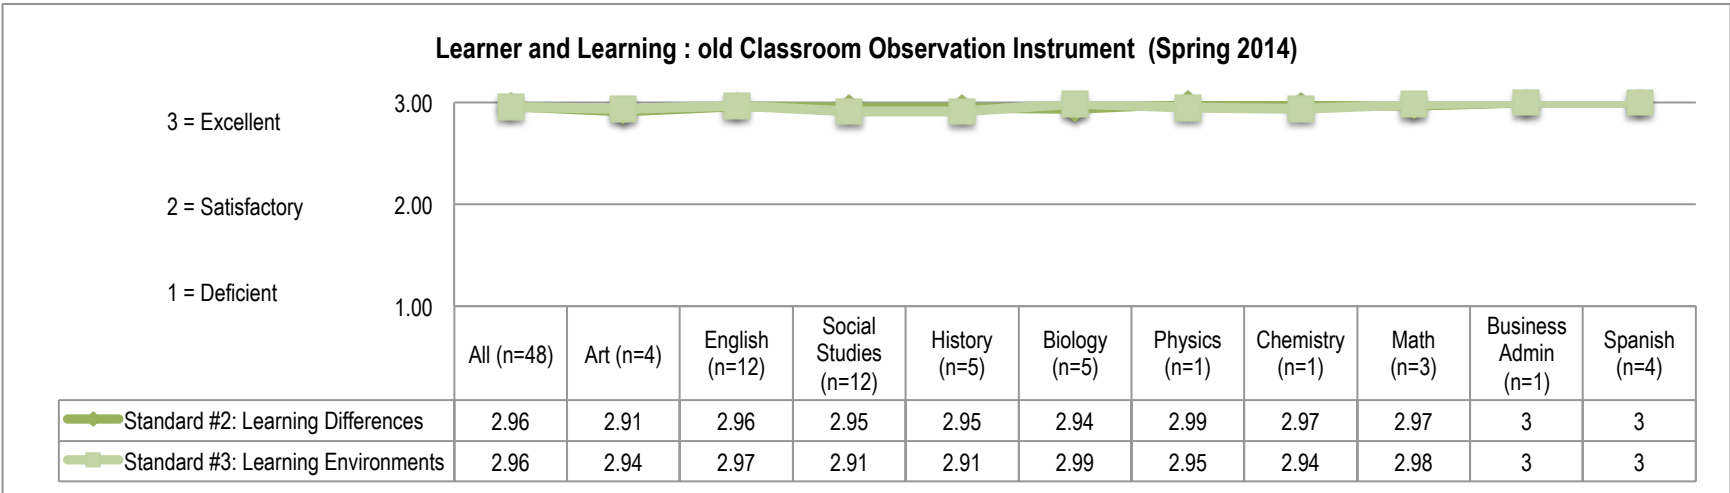 Learner and Learning : old Classroom Observation Instrument (Spring 2014)
3 = Excellent
2 = Satisfactory
1 = Deficient
3.00
2.00
1.00
All (n=48)
Art (n=4)
English
(n=12)
Social
Studies
(n=12)
History
(n=5)
Biology
(n=5)
Physics
(n=1)
Chemistry
(n=1)
Math
(n=3)
Business
Admin
(n=1)
Spanish
(n=4)
Standard #2: Learning Differences 2.96 2.91 2.96 2.95 2.95 2.94 2.99 2.97 2.97 3 3
Standard #3: Learning Environments 2.96 2.94 2.97 2.91 2.91 2.99 2.95 2.94 2.98 3 3